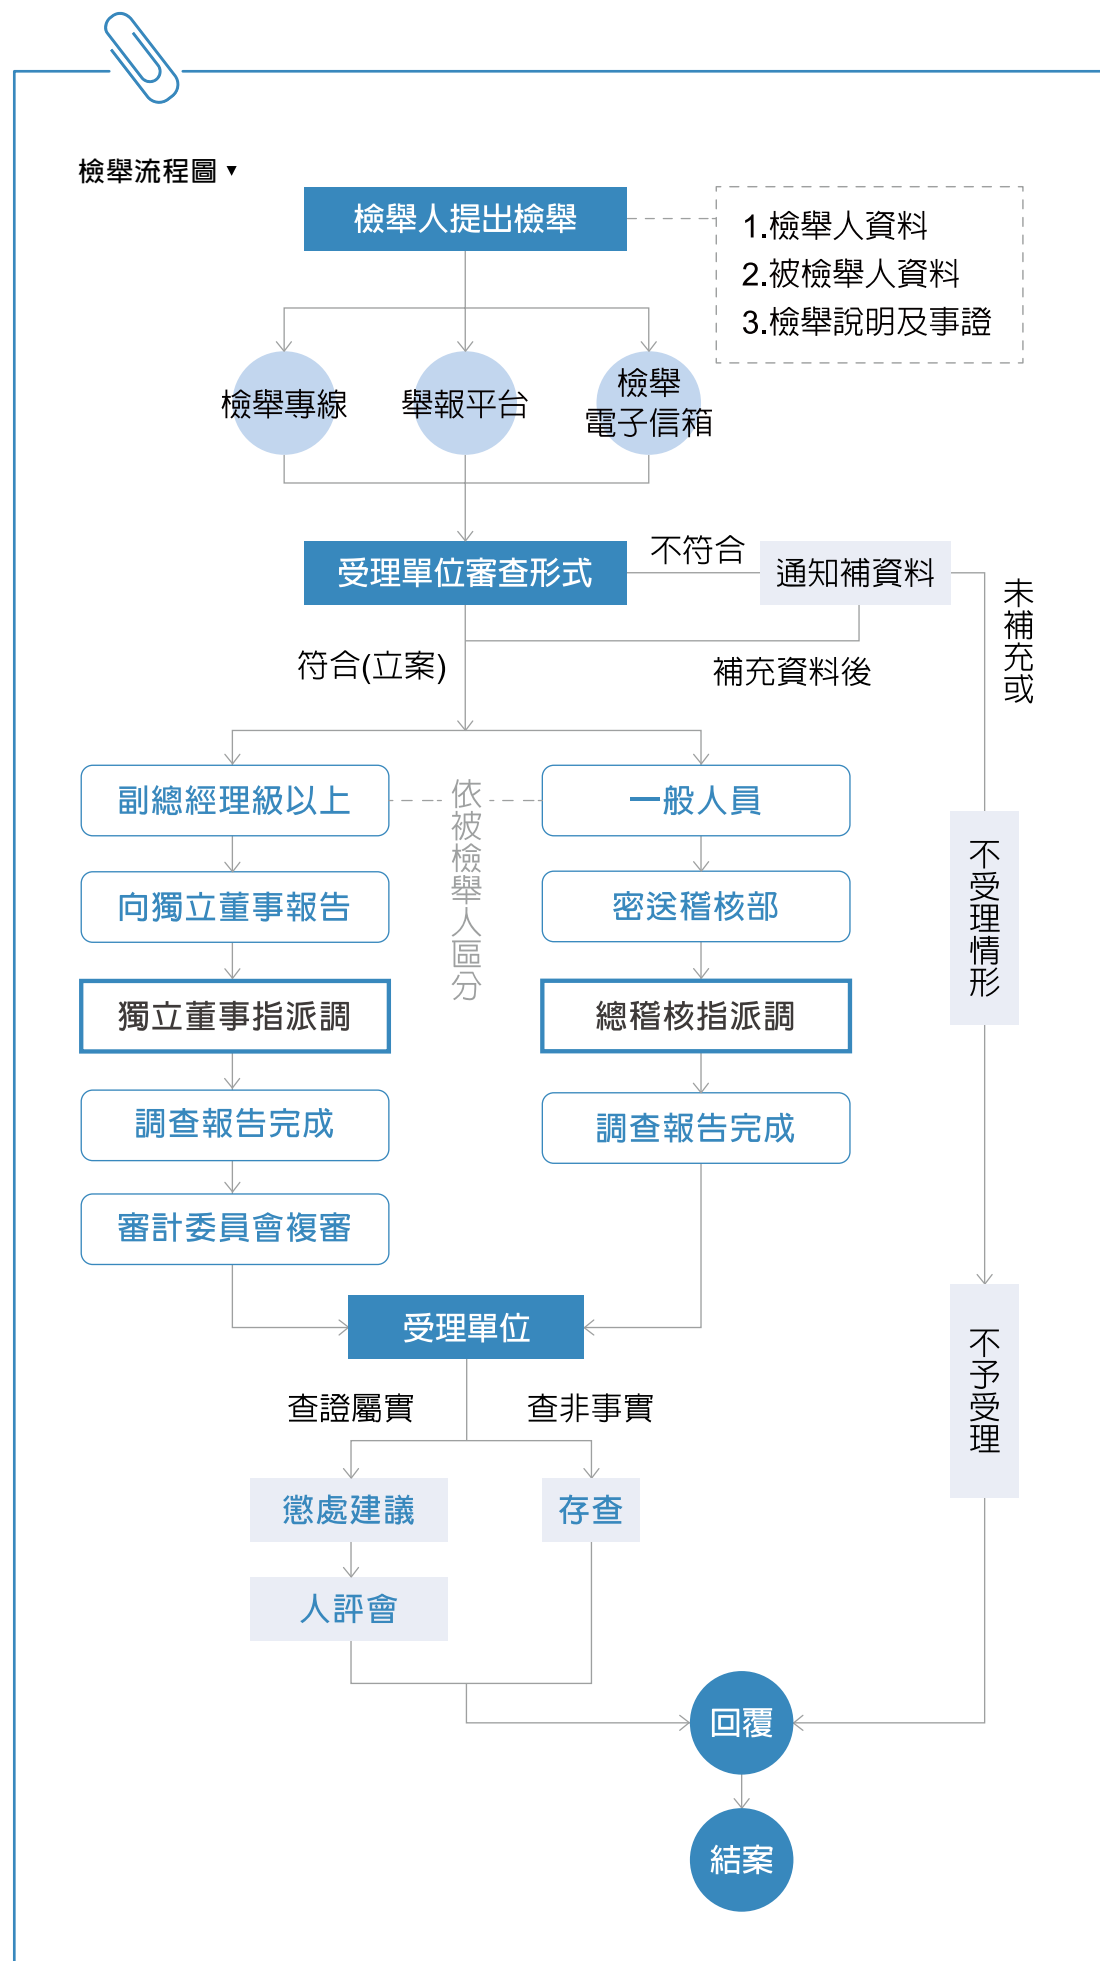 檢舉流程圖▼
檢舉人提出檢舉
1.檢舉人資料
2.被檢舉人資料
3.檢舉說明及事證
檢舉專線
舉報平台
檢舉
電子信箱
受理單位審查形式
不符合
通知補資料
未補充或
符合(立案)
補充資料後
副總經理級以上
依被檢舉人區分
一般人員
向獨立董事報告
密送稽核部
不受理情形
獨立董事指派調
總稽核指派調
調查報告完成
調查報告完成
審計委員會複審
受理單位
不予受理
查證屬實
查非事實
懲處建議
存查
人評會
回覆
結案